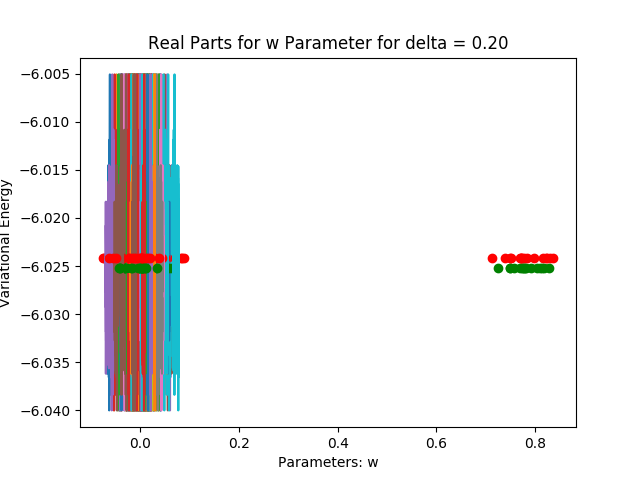 Real Parts for w Parameter for delta = 0.20
Variational Energy
−6.005
−6.010
−6.015
−6.020
−6.025
−6.030
−6.035
−6.040
0.0 0.2 0.4 0.6 0.8
Parameters: w